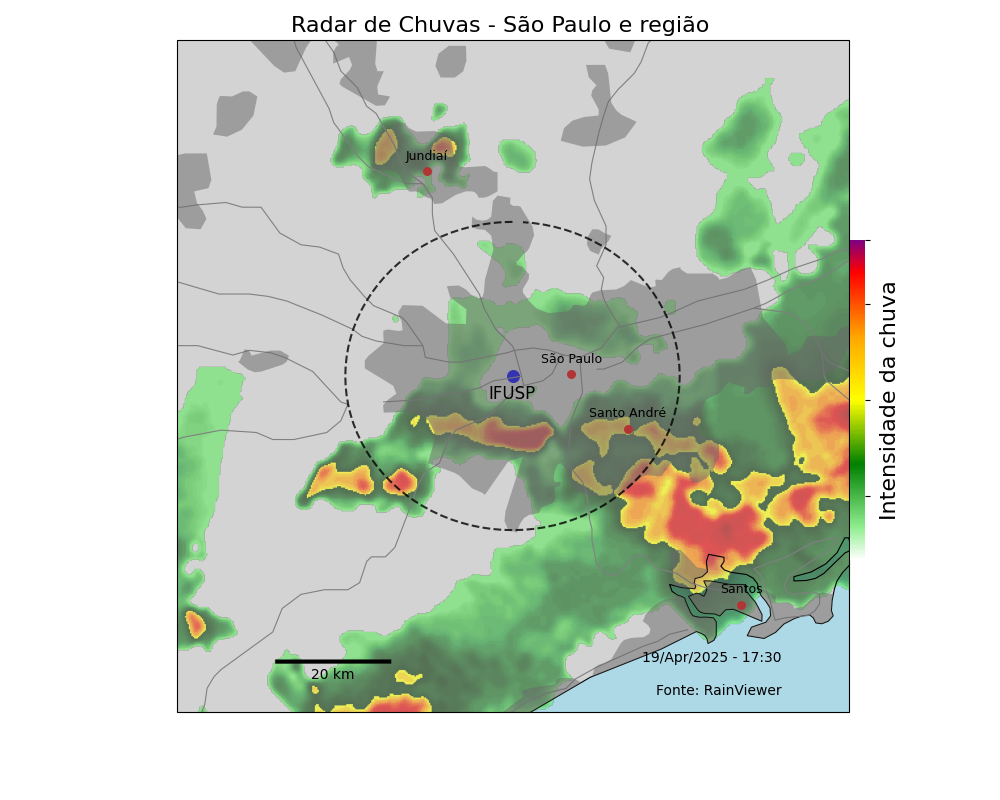 Radar de Chuvas - São Paulo e região
Jundiaí
São Paulo
IFUSP
Santo André
Santos
19/Apr/2025 - 17:30
20 km
Fonte: RainViewer
Intensidade da chuva